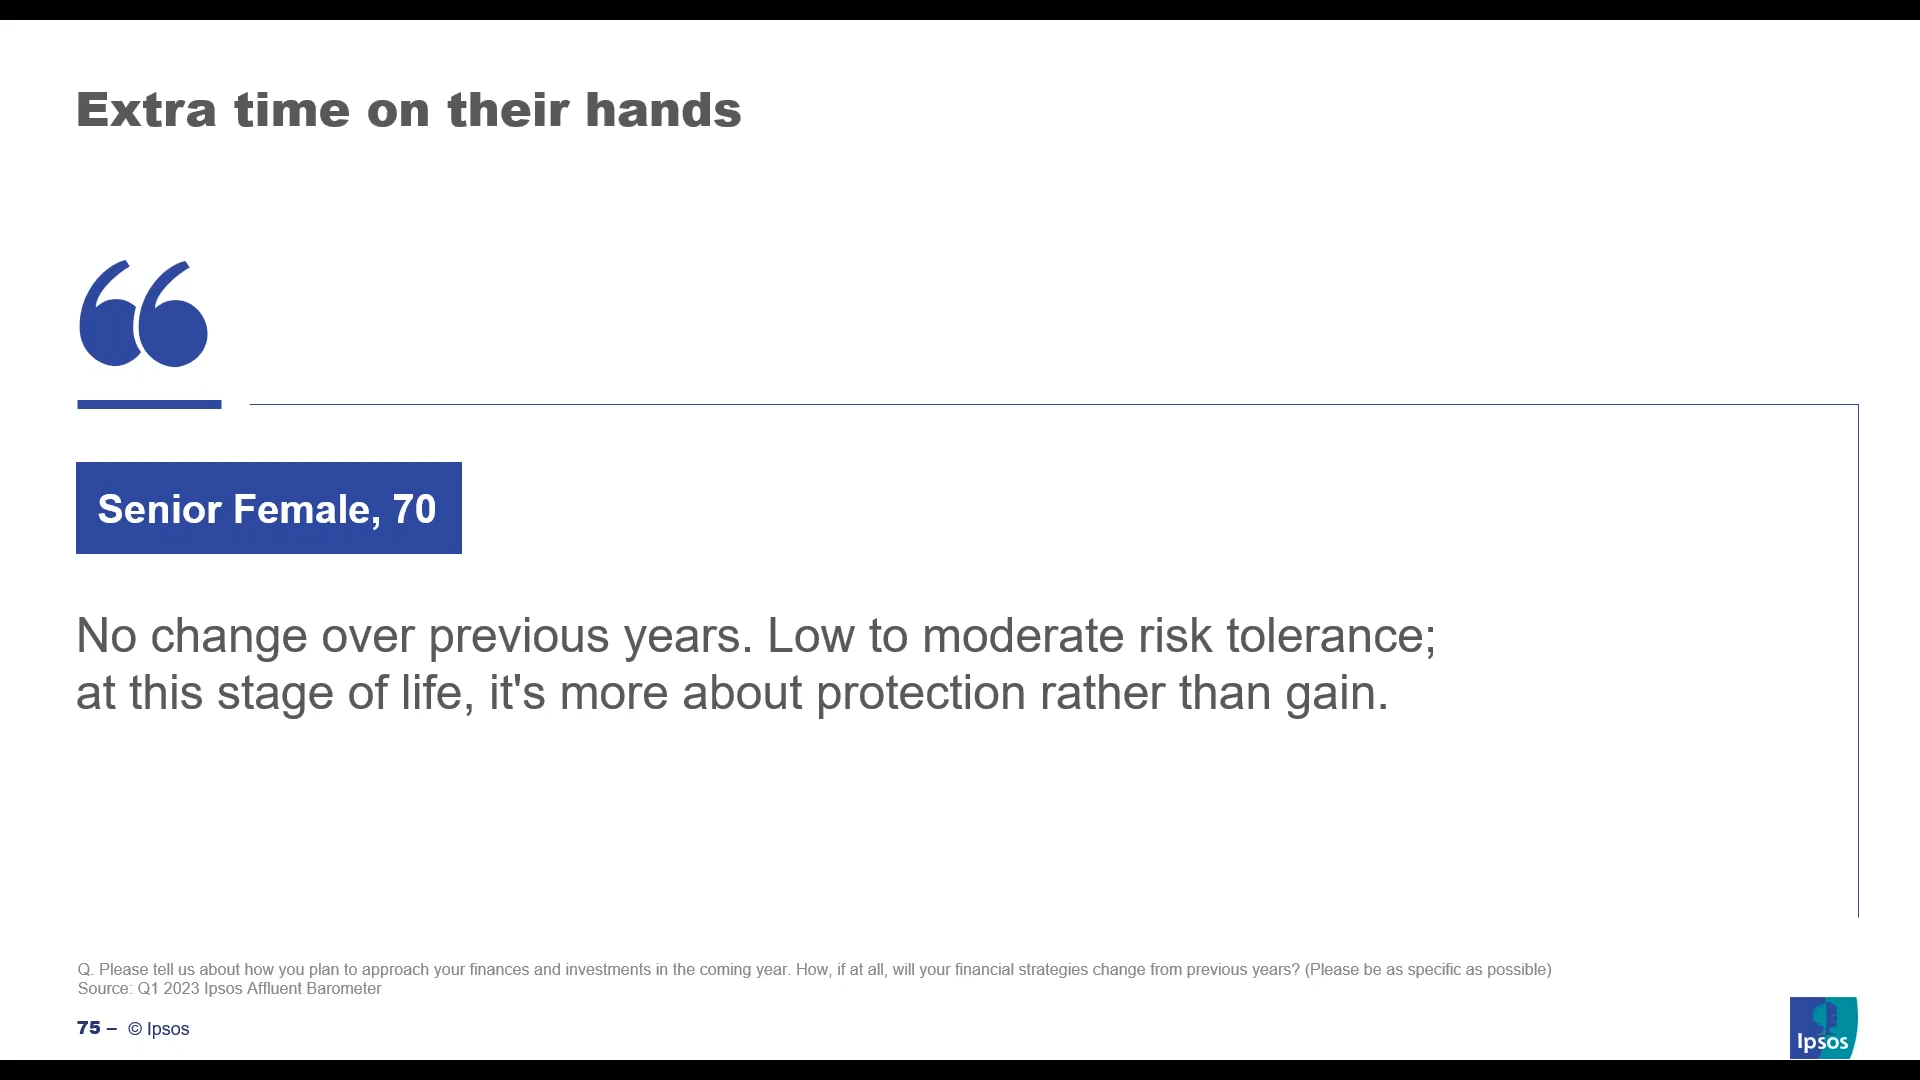 Extra time on their hands
“
Senior Female, 70
No change over previous years. Low to moderate risk tolerance;
at this stage of life, it's more about protection rather than gain.
Q. Please tell us about how you plan to approach your finances and investments in the coming year. How, if at all, will your financial strategies change from previous years? (Please be as specific as possible)
Source: Q1 2023 Ipsos Affluent Barometer
75 – © Ipsos
Ipsos